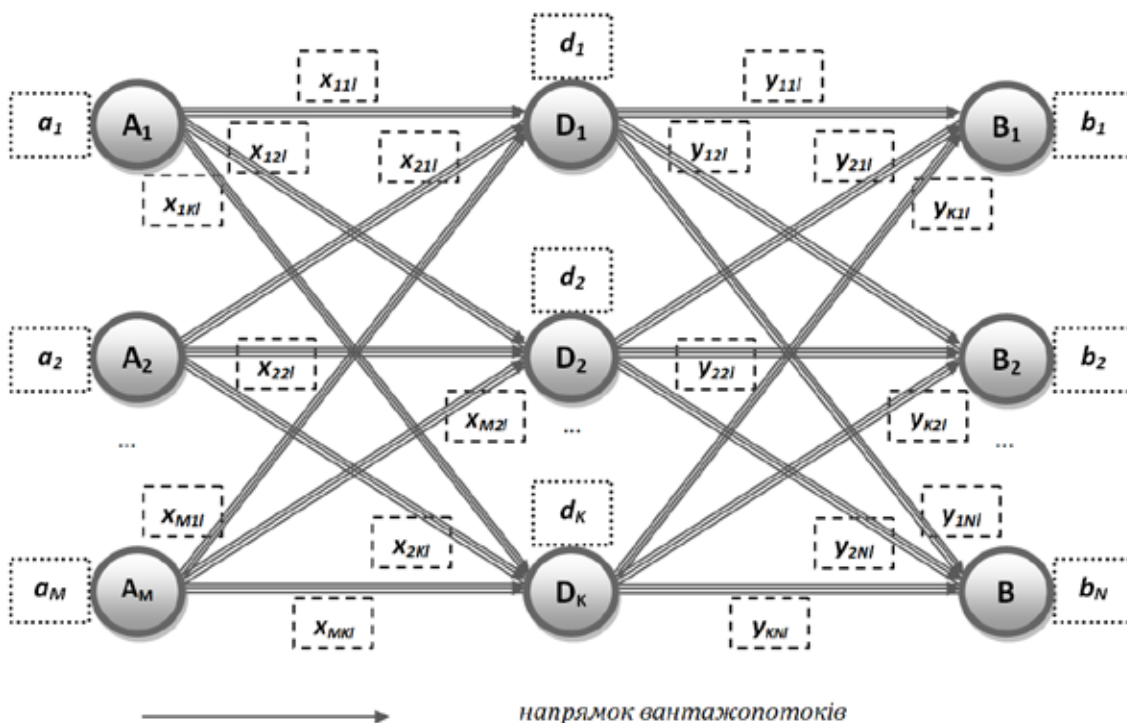 d₁
x₁₁ₗ
y₁₁ₗ
a₁ A₁ D₁ B₁ b₁
x₁₂ₗ x₂₁ₗ y₁₂ₗ y₂₁ₗ
x₁Kₗ yK₁ₗ
d₂
a₂ A₂ D₂ B₂ b₂
x₂₂ₗ y₂₂ₗ
xM₂ₗ yK₂ₗ
... ... ...
dK
xM₁ₗ y₁Nₗ
x₂Kₗ y₂Nₗ
aM AM DK B bN
xMKₗ yKNₗ
напрямок вантажопотоків